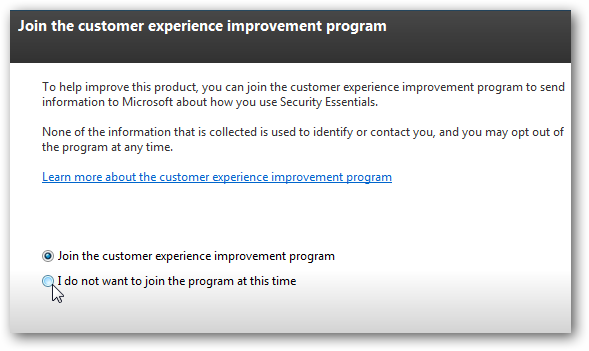 Join the customer experience improvement program
To help improve this product, you can join the customer experience improvement program to send
information to Microsoft about how you use Security Essentials.
None of the information that is collected is used to identify or contact you, and you may opt out of
the program at any time.
Learn more about the customer experience improvement program
Join the customer experience improvement program
I do not want to join the program at this time